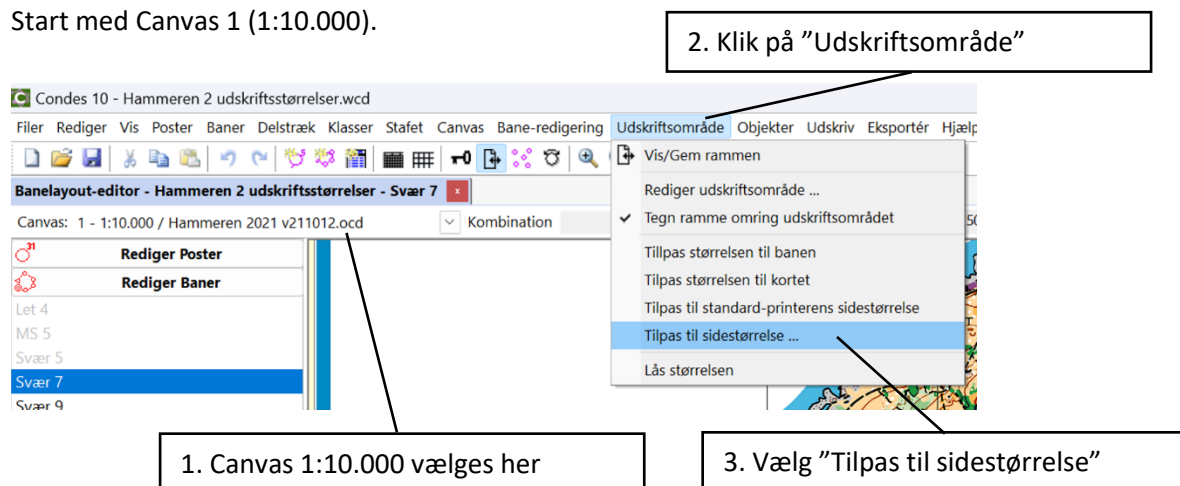 Start med Canvas 1 (1:10.000).
2. Klik på ”Udskriftsområde”
Condes 10 - Hammeren 2 udskriftsstørrelser.wcd
Filer Rediger Vis Poster Baner Delstræk Klasser Stafet Canvas Bane-redigering Udskriftsområde Objekter Udskriv Eksportér Hjælp
Vis/Gem rammen
Banelayout-editor - Hammeren 2 udskriftsstørrelser - Svær 7 x
Rediger udskriftsområde ...
Canvas: 1 - 1:10.000 / Hammeren 2021 v211012.ocd Kombination
Tegn ramme omring udskriftsområdet
31 Rediger Poster
Tillpas størrelsen til banen
Rediger Baner
Tilpas størrelsen til kortet
Let 4
Tilpas til standard-printerens sidestørrelse
MS 5
Tilpas til sidestørrelse ...
Svær 5
Lås størrelsen
Svær 7
Svær 9
1. Canvas 1:10.000 vælges her
3. Vælg ”Tilpas til sidestørrelse”